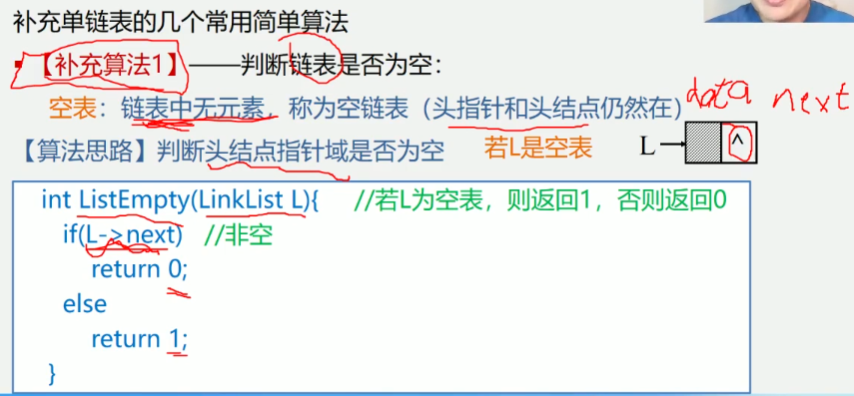 补充单链表的几个常用简单算法
▪【补充算法1】——判断链表是否为空：
空表：链表中无元素，称为空链表（头指针和头结点仍然在）
data next
【算法思路】判断头结点指针域是否为空 若L是空表 L ^
int ListEmpty(LinkList L){ //若L为空表，则返回1，否则返回0
if(L->next) //非空
return 0;
else
return 1;
}